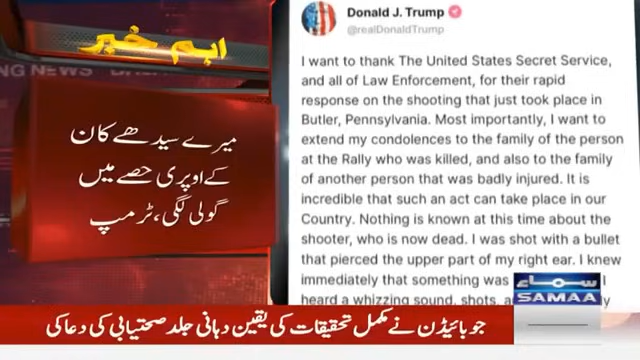 اہم خبر
میرے سیدھے کان
کے اوپری حصے میں
گولی لگی، ٹرمپ
Donald J. Trump
@realDonaldTrump
I want to thank The United States Secret Service,
and all of Law Enforcement, for their rapid
response on the shooting that just took place in
Butler, Pennsylvania. Most importantly, I want to
extend my condolences to the family of the person
at the Rally who was killed, and also to the family
of another person that was badly injured. It is
incredible that such an act can take place in our
Country. Nothing is known at this time about the
shooter, who is now dead. I was shot with a bullet
that pierced the upper part of my right ear. I knew
immediately that something was
heard a whizzing sound, shots,
سماء
SAMAA
جو بائیڈن نے مکمل تحقیقات کی یقین دہانی جلد صحتیابی کی دعا کی